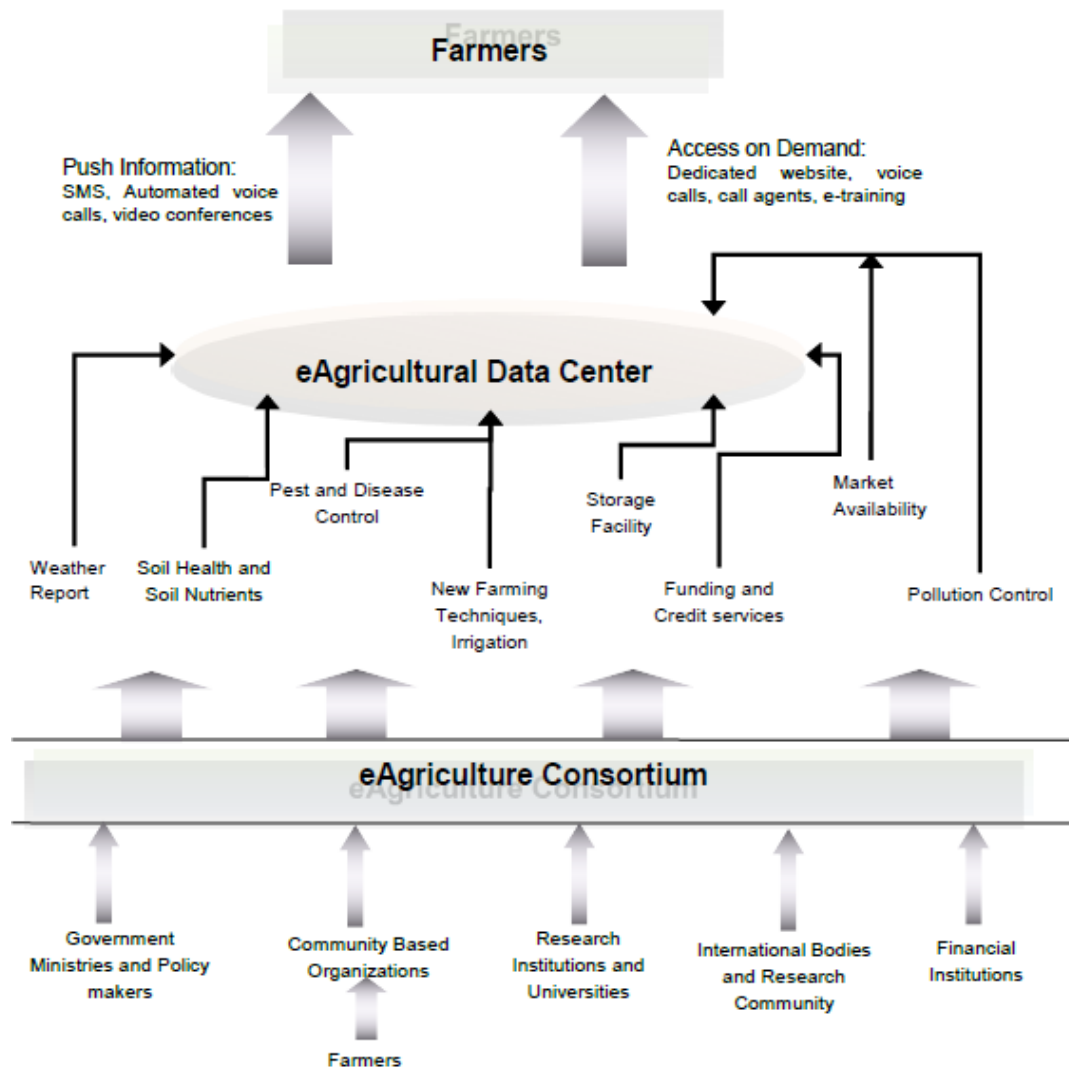 Farmers
Push Information:
SMS, Automated voice
calls, video conferences
Access on Demand:
Dedicated website, voice
calls, call agents, e-training
eAgricultural Data Center
Weather
Report
Soil Health and
Soil Nutrients
Pest and Disease
Control
New Farming
Techniques,
Irrigation
Storage
Facility
Funding and
Credit services
Market
Availability
Pollution Control
eAgriculture Consortium
Government
Ministries and Policy
makers
Community Based
Organizations
Farmers
Research
Institutions and
Universities
International Bodies
and Research
Community
Financial
Institutions